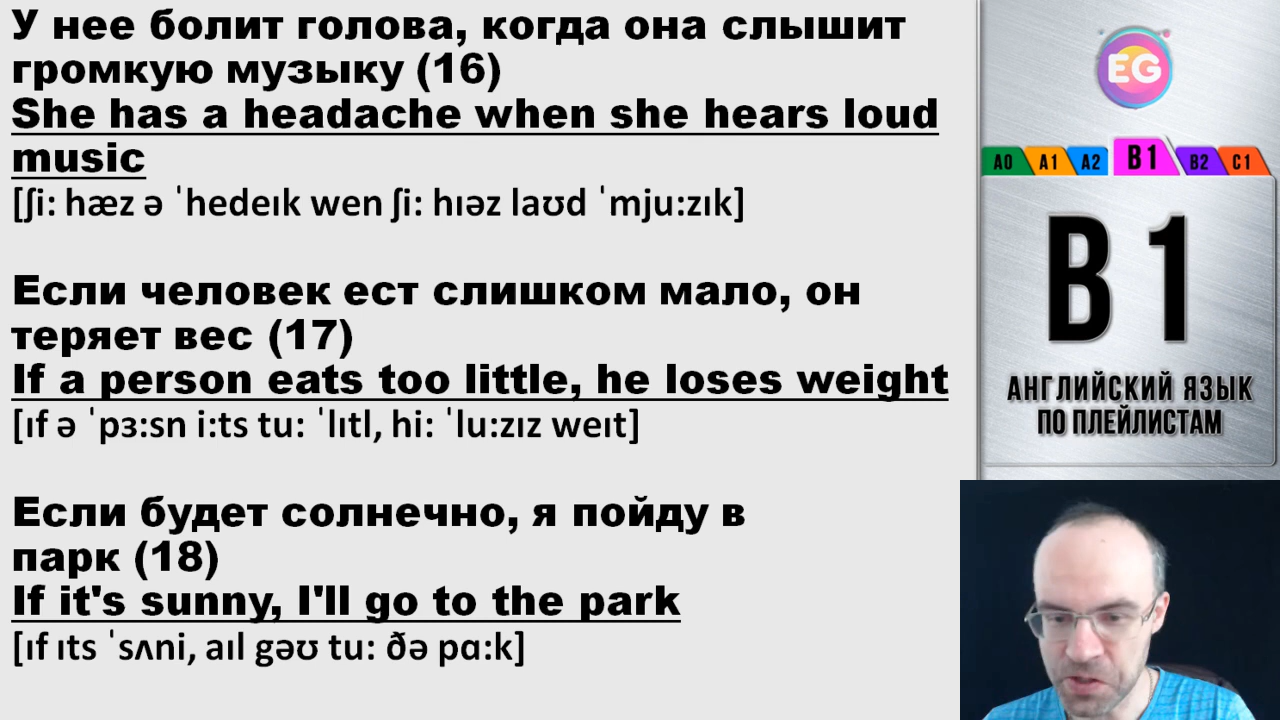 У нее болит голова, когда она слышит
громкую музыку (16)
She has a headache when she hears loud
music
[ʃi: hæz ə ˈhedeɪk wen ʃi: hɪəz laʊd ˈmju:zɪk]
Если человек ест слишком мало, он
теряет вес (17)
If a person eats too little, he loses weight
[ɪf ə ˈpɜ:sn i:ts tu: ˈlɪtl, hi: ˈlu:zɪz weɪt]
Если будет солнечно, я пойду в
парк (18)
If it's sunny, I'll go to the park
[ɪf ɪts ˈsʌni, aɪl gəʊ tu: ðə pɑ:k]
EG
A0 A1 A2 B1 B2 C1
B1
АНГЛИЙСКИЙ ЯЗЫК
ПО ПЛЕЙЛИСТАМ